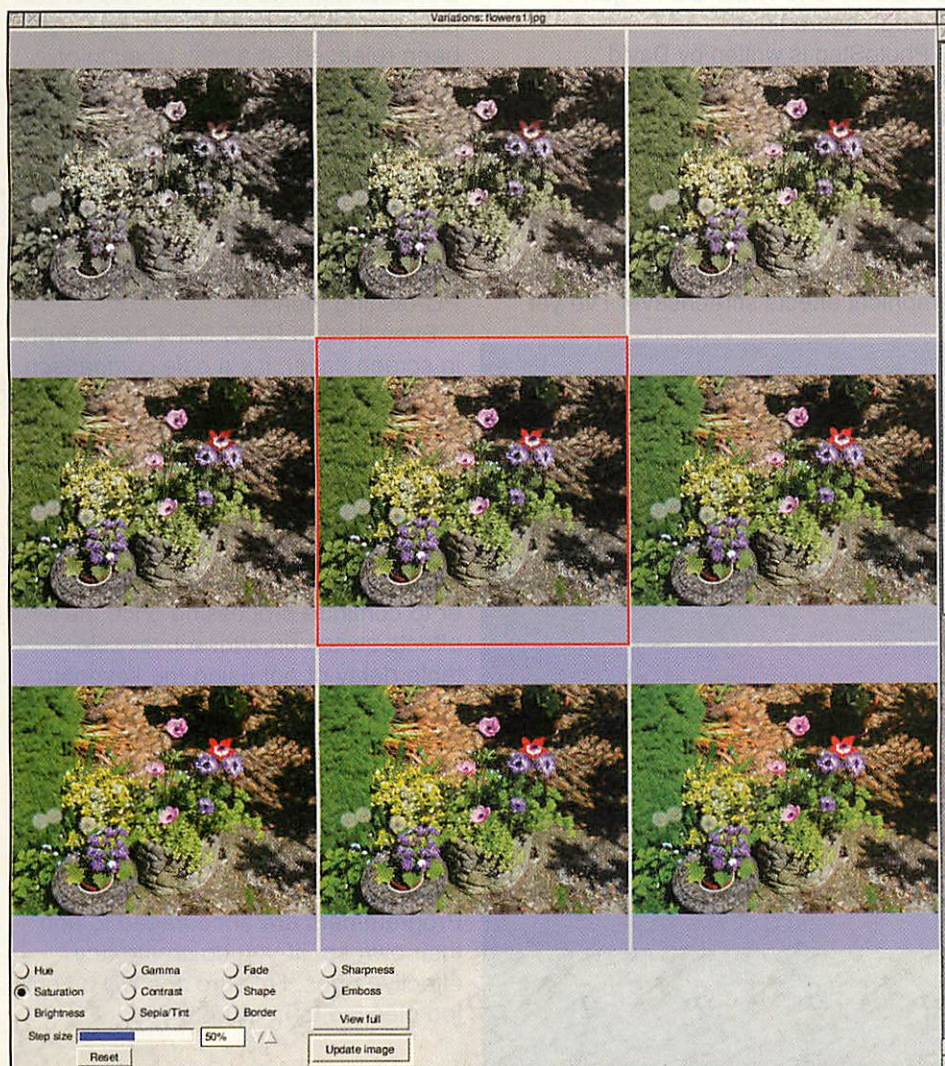 Variations: flowers1.jpg
Hue
Gamma
Fade
Sharpness
Saturation
Contrast
Shape
Emboss
Brightness
Sepia/Tint
Border
View full
Step size
50%
Update image
Reset